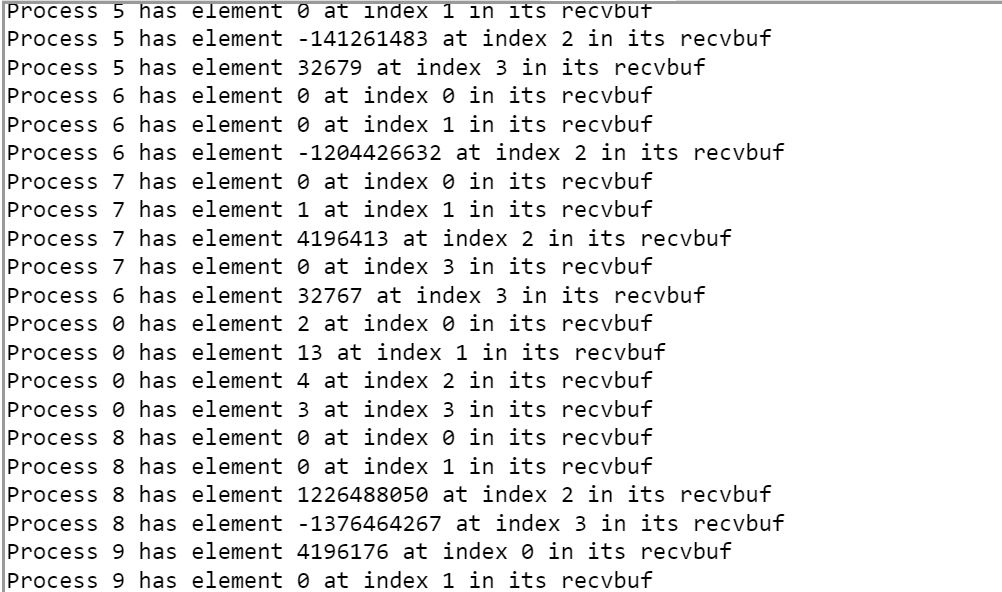 Process 5 has element 0 at index 1 in its recvbuf
Process 5 has element -141261483 at index 2 in its recvbuf
Process 5 has element 32679 at index 3 in its recvbuf
Process 6 has element 0 at index 0 in its recvbuf
Process 6 has element 0 at index 1 in its recvbuf
Process 6 has element -1204426632 at index 2 in its recvbuf
Process 7 has element 0 at index 0 in its recvbuf
Process 7 has element 1 at index 1 in its recvbuf
Process 7 has element 4196413 at index 2 in its recvbuf
Process 7 has element 0 at index 3 in its recvbuf
Process 6 has element 32767 at index 3 in its recvbuf
Process 0 has element 2 at index 0 in its recvbuf
Process 0 has element 13 at index 1 in its recvbuf
Process 0 has element 4 at index 2 in its recvbuf
Process 0 has element 3 at index 3 in its recvbuf
Process 8 has element 0 at index 0 in its recvbuf
Process 8 has element 0 at index 1 in its recvbuf
Process 8 has element 1226488050 at index 2 in its recvbuf
Process 8 has element -1376464267 at index 3 in its recvbuf
Process 9 has element 4196176 at index 0 in its recvbuf
Process 9 has element 0 at index 1 in its recvbuf